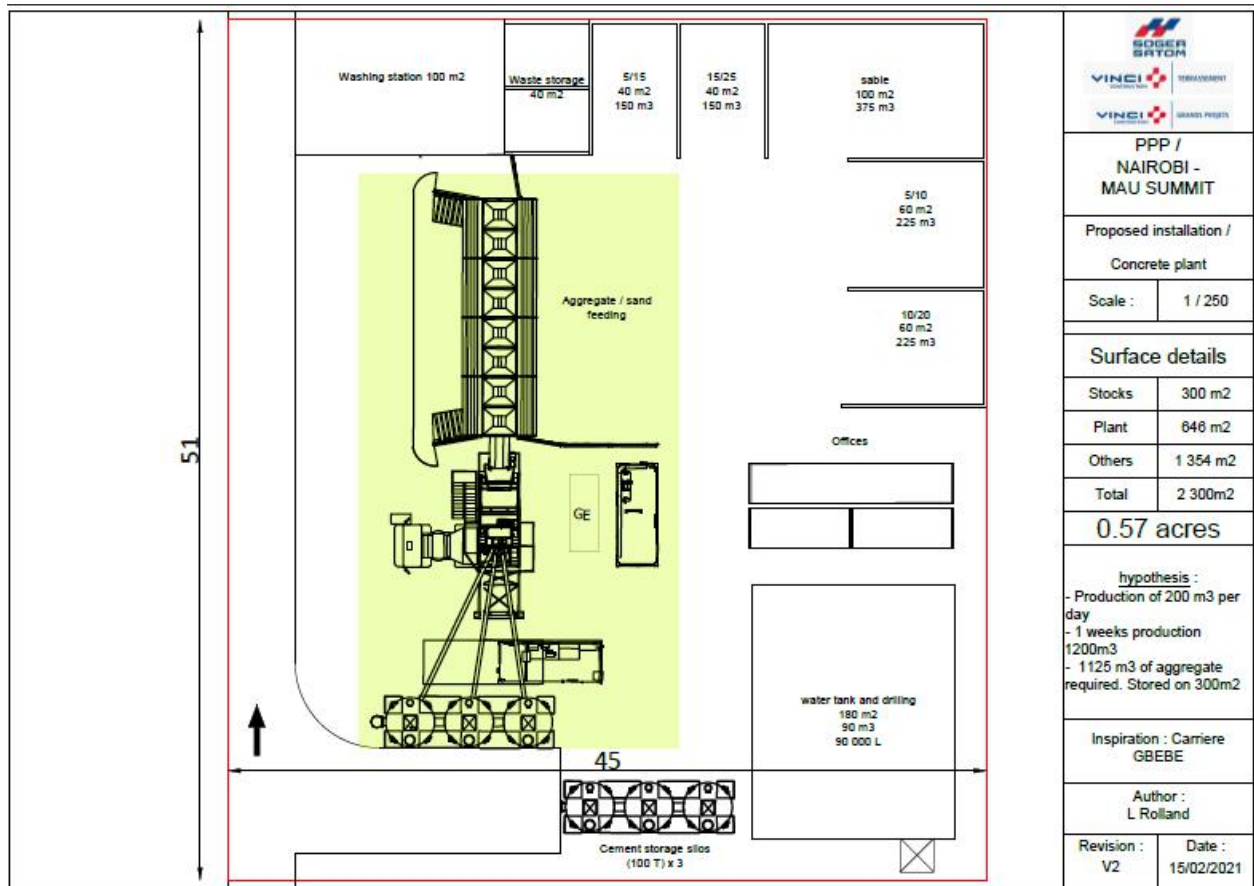 Washing station 100 m2
Waste storage
40 m2
5/15
40 m2
150 m3
15/25
40 m2
150 m3
sable
100 m2
375 m3
5/10
60 m2
225 m3
10/20
60 m2
225 m3
Aggregate / sand
feeding
51
Offices
GE
water tank and drilling
180 m2
90 m3
90 000 L
45
Cement storage silos
(100 T) x 3
SOGEA
SATOM
VINCI
CONSTRUCTION
TERRASSEMENT
VINCI
CONSTRUCTION
GRANDS PROJETS
PPP /
NAIROBI -
MAU SUMMIT
Proposed installation /
Concrete plant
Scale : 1 / 250
Surface details
Stocks 300 m2
Plant 646 m2
Others 1 354 m2
Total 2 300m2
0.57 acres
hypothesis :
- Production of 200 m3 per
day
- 1 weeks production
1200m3
- 1125 m3 of aggregate
required. Stored on 300m2
Inspiration : Carriere
GBEBE
Author :
L Rolland
Revision :
V2
Date :
15/02/2021